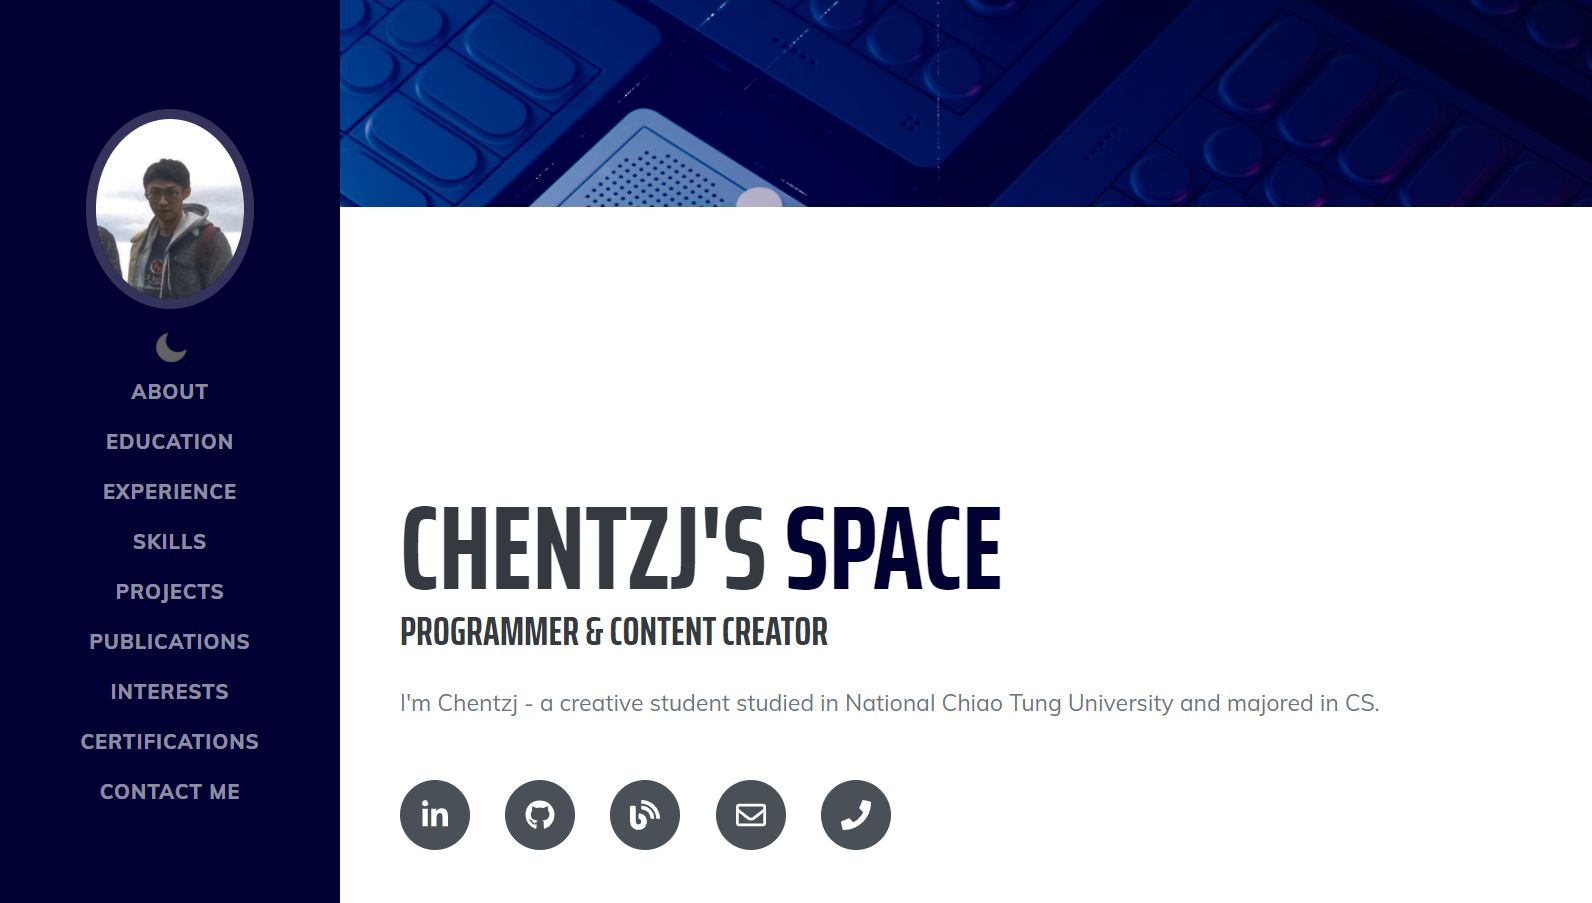 ABOUT
EDUCATION
EXPERIENCE
SKILLS
PROJECTS
PUBLICATIONS
INTERESTS
CERTIFICATIONS
CONTACT ME
CHENTZJ'S SPACE
PROGRAMMER & CONTENT CREATOR
I'm Chentzj - a creative student studied in National Chiao Tung University and majored in CS.
in